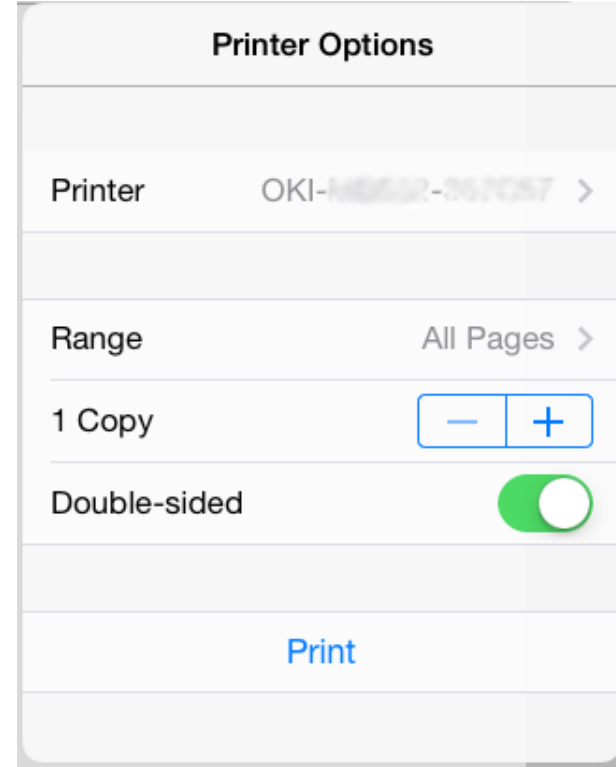 Printer Options
Printer OKI-
Range All Pages
1 Copy
Double-sided
Print